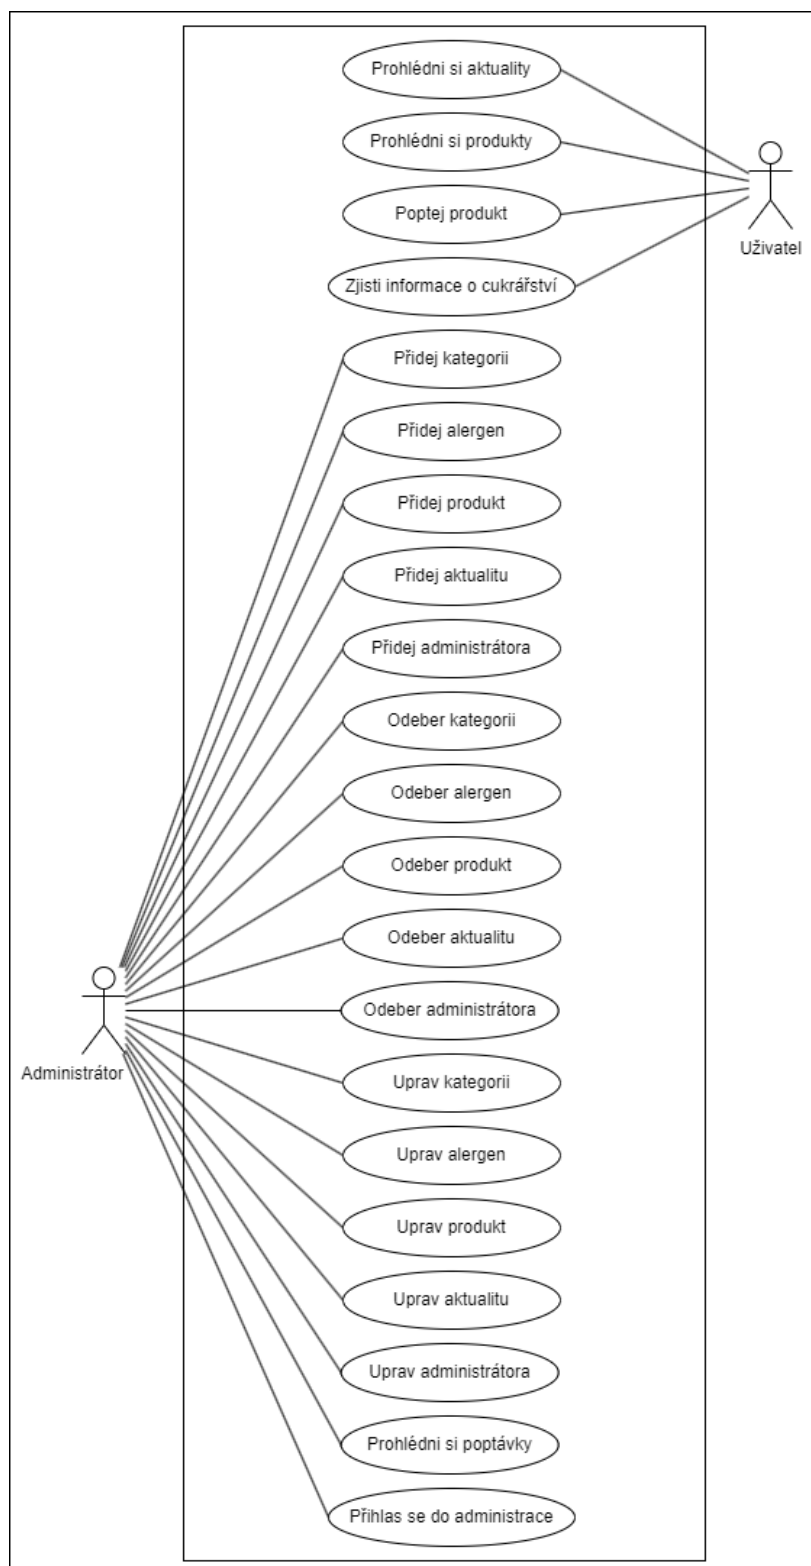 Prohlédni si aktuality
Prohlédni si produkty
Poptej produkt
Uživatel
Zjisti informace o cukrářství
Přidej kategorii
Přidej alergen
Přidej produkt
Přidej aktualitu
Přidej administrátora
Odeber kategorii
Odeber alergen
Odeber produkt
Odeber aktualitu
Odeber administrátora
Administrátor
Uprav kategorii
Uprav alergen
Uprav produkt
Uprav aktualitu
Uprav administrátora
Prohlédni si poptávky
Přihlas se do administrace